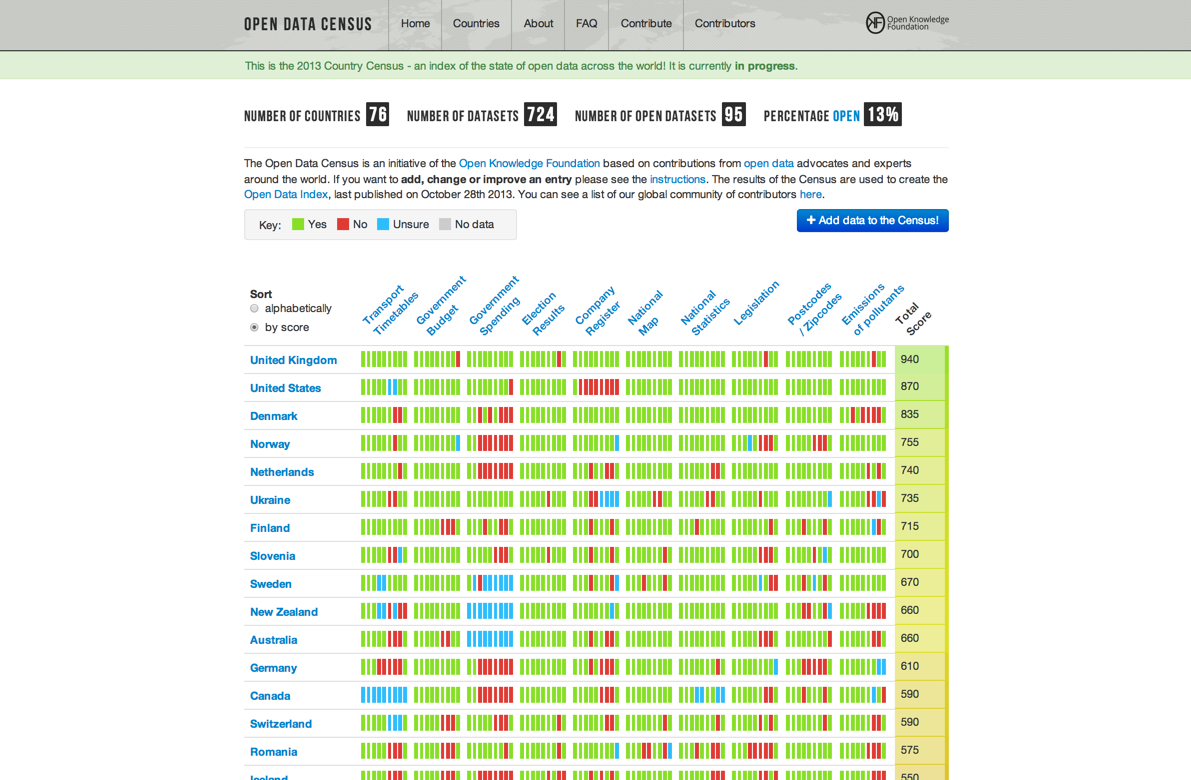 OPEN DATA CENSUS
Home Countries About FAQ Contribute Contributors
Open Knowledge
Foundation
This is the 2013 Country Census - an index of the state of open data across the world! It is currently in progress.
NUMBER OF COUNTRIES 76 NUMBER OF DATASETS 724 NUMBER OF OPEN DATASETS 95 PERCENTAGE OPEN 13%
The Open Data Census is an initiative of the Open Knowledge Foundation based on contributions from open data advocates and experts
around the world. If you want to add, change or improve an entry please see the instructions. The results of the Census are used to create the
Open Data Index, last published on October 28th 2013. You can see a list of our global community of contributors here.
Key: Yes No Unsure No data
+ Add data to the Census!
Sort
alphabetically
by score
Transport
Timetables
Government
Budget
Government
Spending
Election
Results
Company
Register
National
Map
National
Statistics
Legislation
Postcodes
/ Zipcodes
Emissions
of pollutants
Total
Score
United Kingdom 940
United States 870
Denmark 835
Norway 755
Netherlands 740
Ukraine 735
Finland 715
Slovenia 700
Sweden 670
New Zealand 660
Australia 660
Germany 610
Canada 590
Switzerland 590
Romania 575
Iceland 550